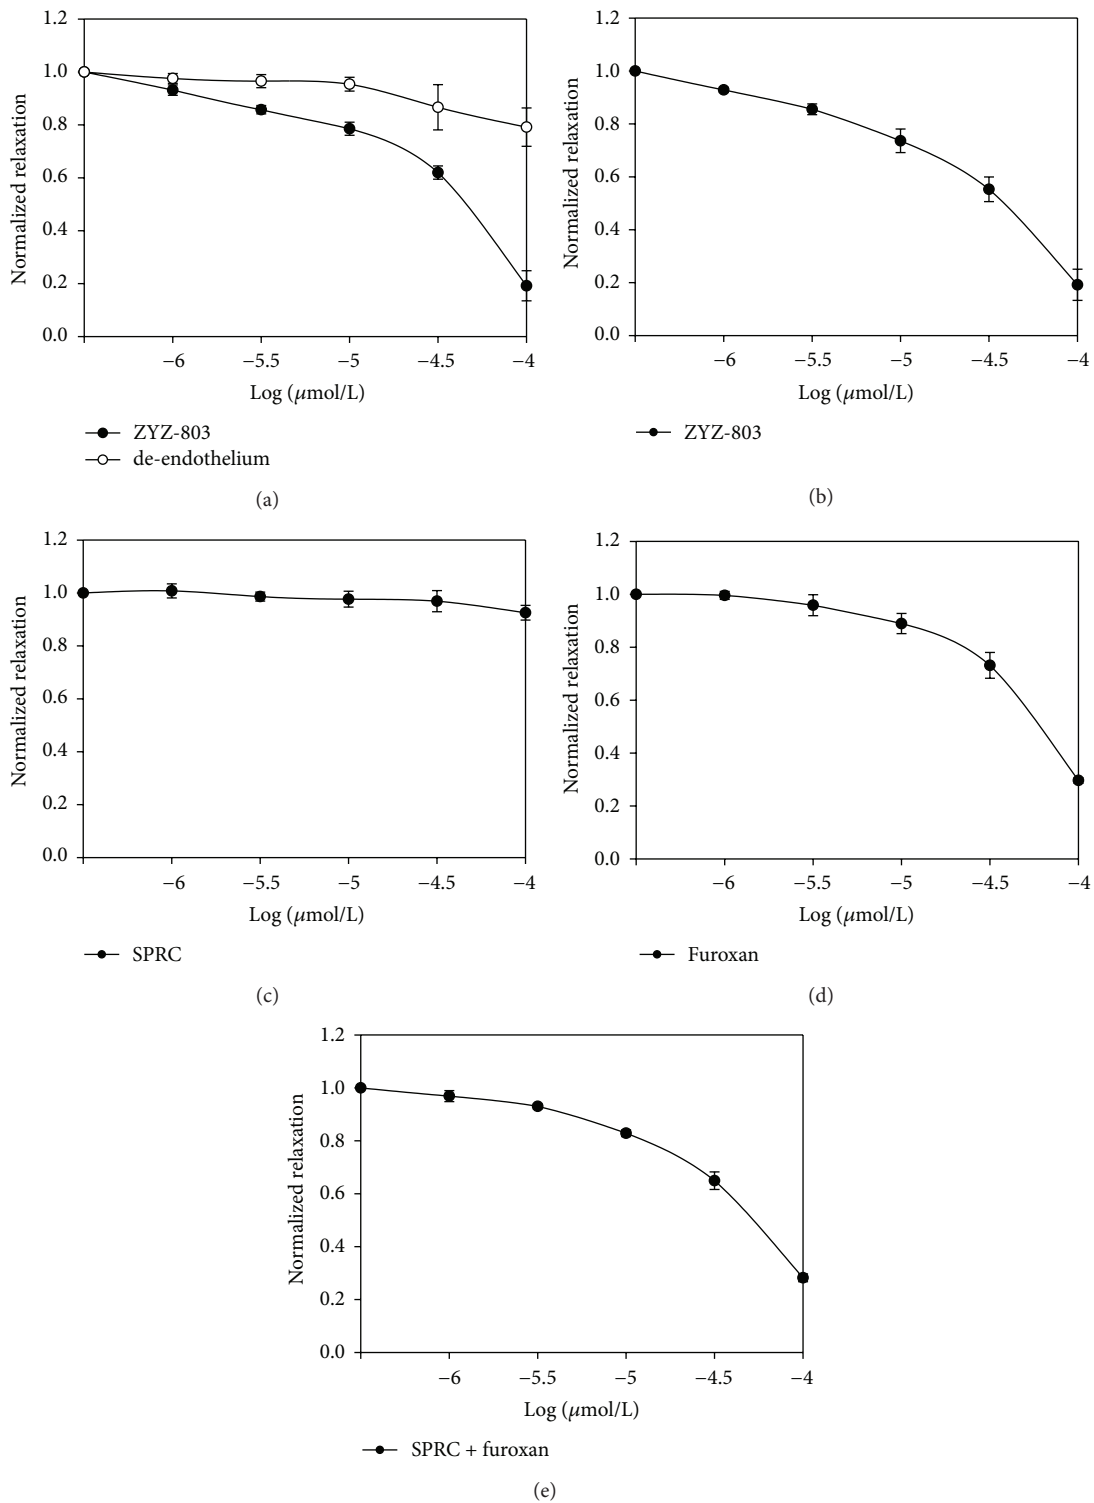 1.2
1.0
0.8
0.6
0.4
0.2
0.0
Normalized relaxation
−6 −5.5 −5 −4.5 −4
Log (μmol/L)
ZYZ-803
de-endothelium
(a)
1.2
1.0
0.8
0.6
0.4
0.2
0.0
Normalized relaxation
−6 −5.5 −5 −4.5 −4
Log (μmol/L)
ZYZ-803
(b)
1.2
1.0
0.8
0.6
0.4
0.2
0.0
Normalized relaxation
−6 −5.5 −5 −4.5 −4
Log (μmol/L)
SPRC
(c)
1.2
1.0
0.8
0.6
0.4
0.2
0.0
Normalized relaxation
−6 −5.5 −5 −4.5 −4
Log (μmol/L)
Furoxan
(d)
1.2
1.0
0.8
0.6
0.4
0.2
0.0
Normalized relaxation
−6 −5.5 −5 −4.5 −4
Log (μmol/L)
SPRC + furoxan
(e)